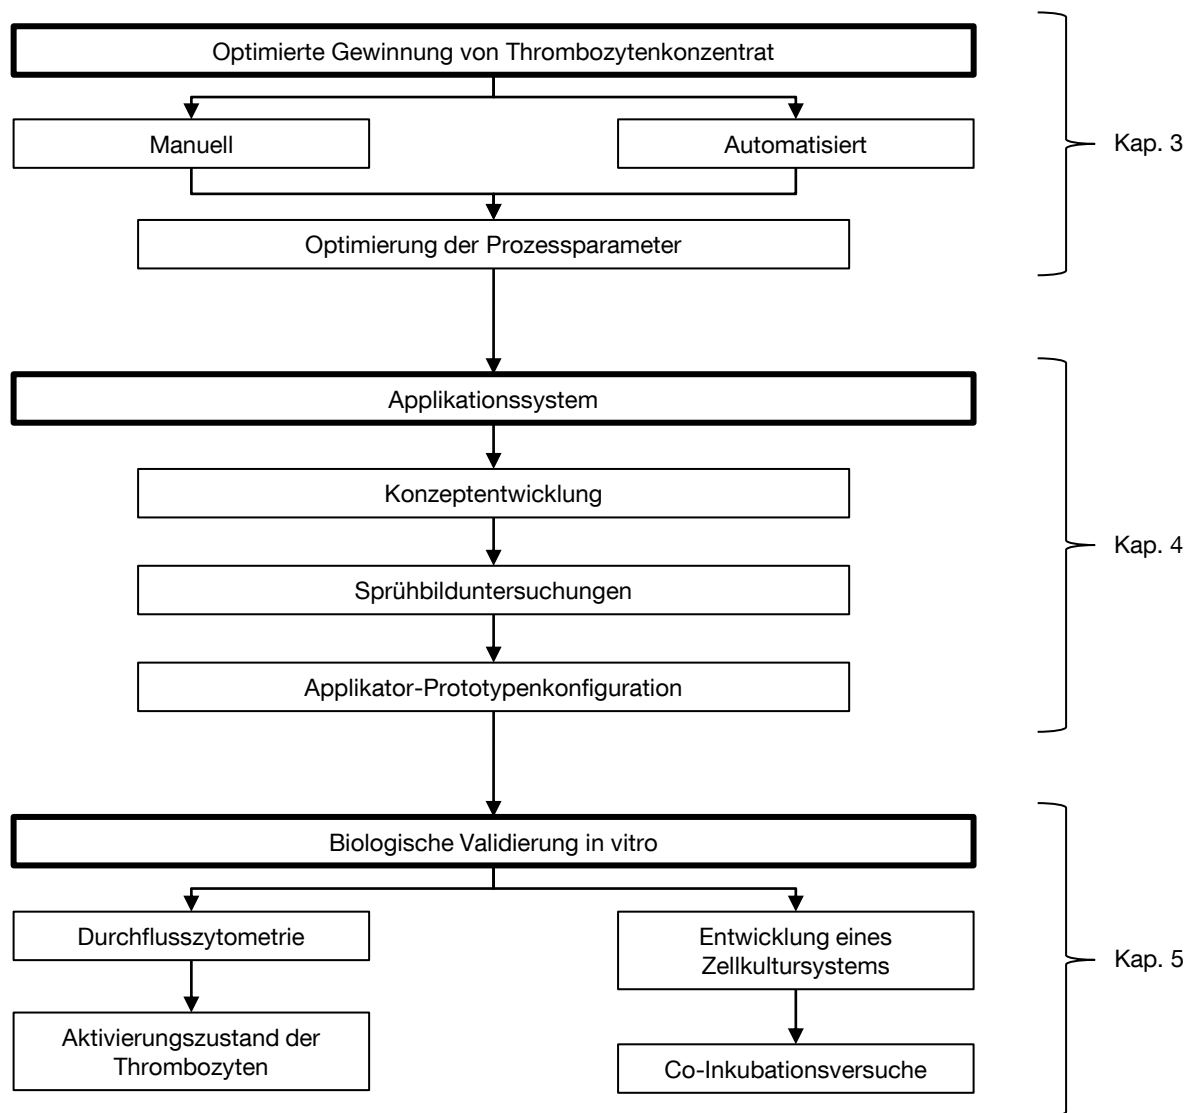 Optimierte Gewinnung von Thrombozytenkonzentrat
Manuell
Automatisiert
Kap. 3
Optimierung der Prozessparameter
Applikationssystem
Konzeptentwicklung
Kap. 4
Sprühbilduntersuchungen
Applikator-Prototypenkonfiguration
Biologische Validierung in vitro
Durchflusszytometrie
Entwicklung eines
Zellkultursystems
Kap. 5
Aktivierungszustand der
Thrombozyten
Co-Inkubationsversuche